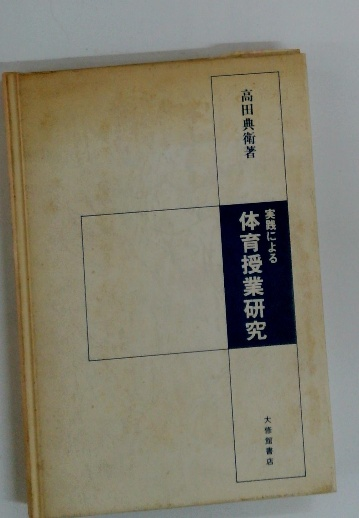 高田典衛著
実践による
体育授業研究
大修館書店